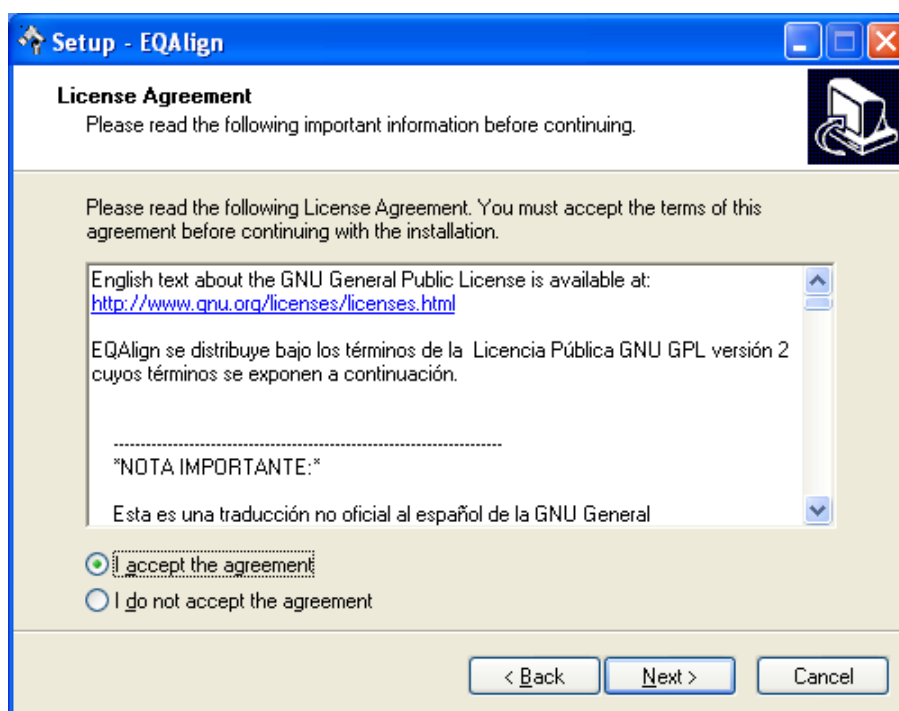 Setup - EQAlign
License Agreement
Please read the following important information before continuing.
Please read the following License Agreement. You must accept the terms of this
agreement before continuing with the installation.
English text about the GNU General Public License is available at:
http://www.gnu.org/licenses/licenses.html
EQAlign se distribuye bajo los términos de la  Licencia Pública GNU GPL versión 2
cuyos términos se exponen a continuación.
------------------------------------------------------------------------
*NOTA IMPORTANTE:*
Esta es una traducción no oficial al español de la GNU General
I accept the agreement
I do not accept the agreement
< Back
Next >
Cancel